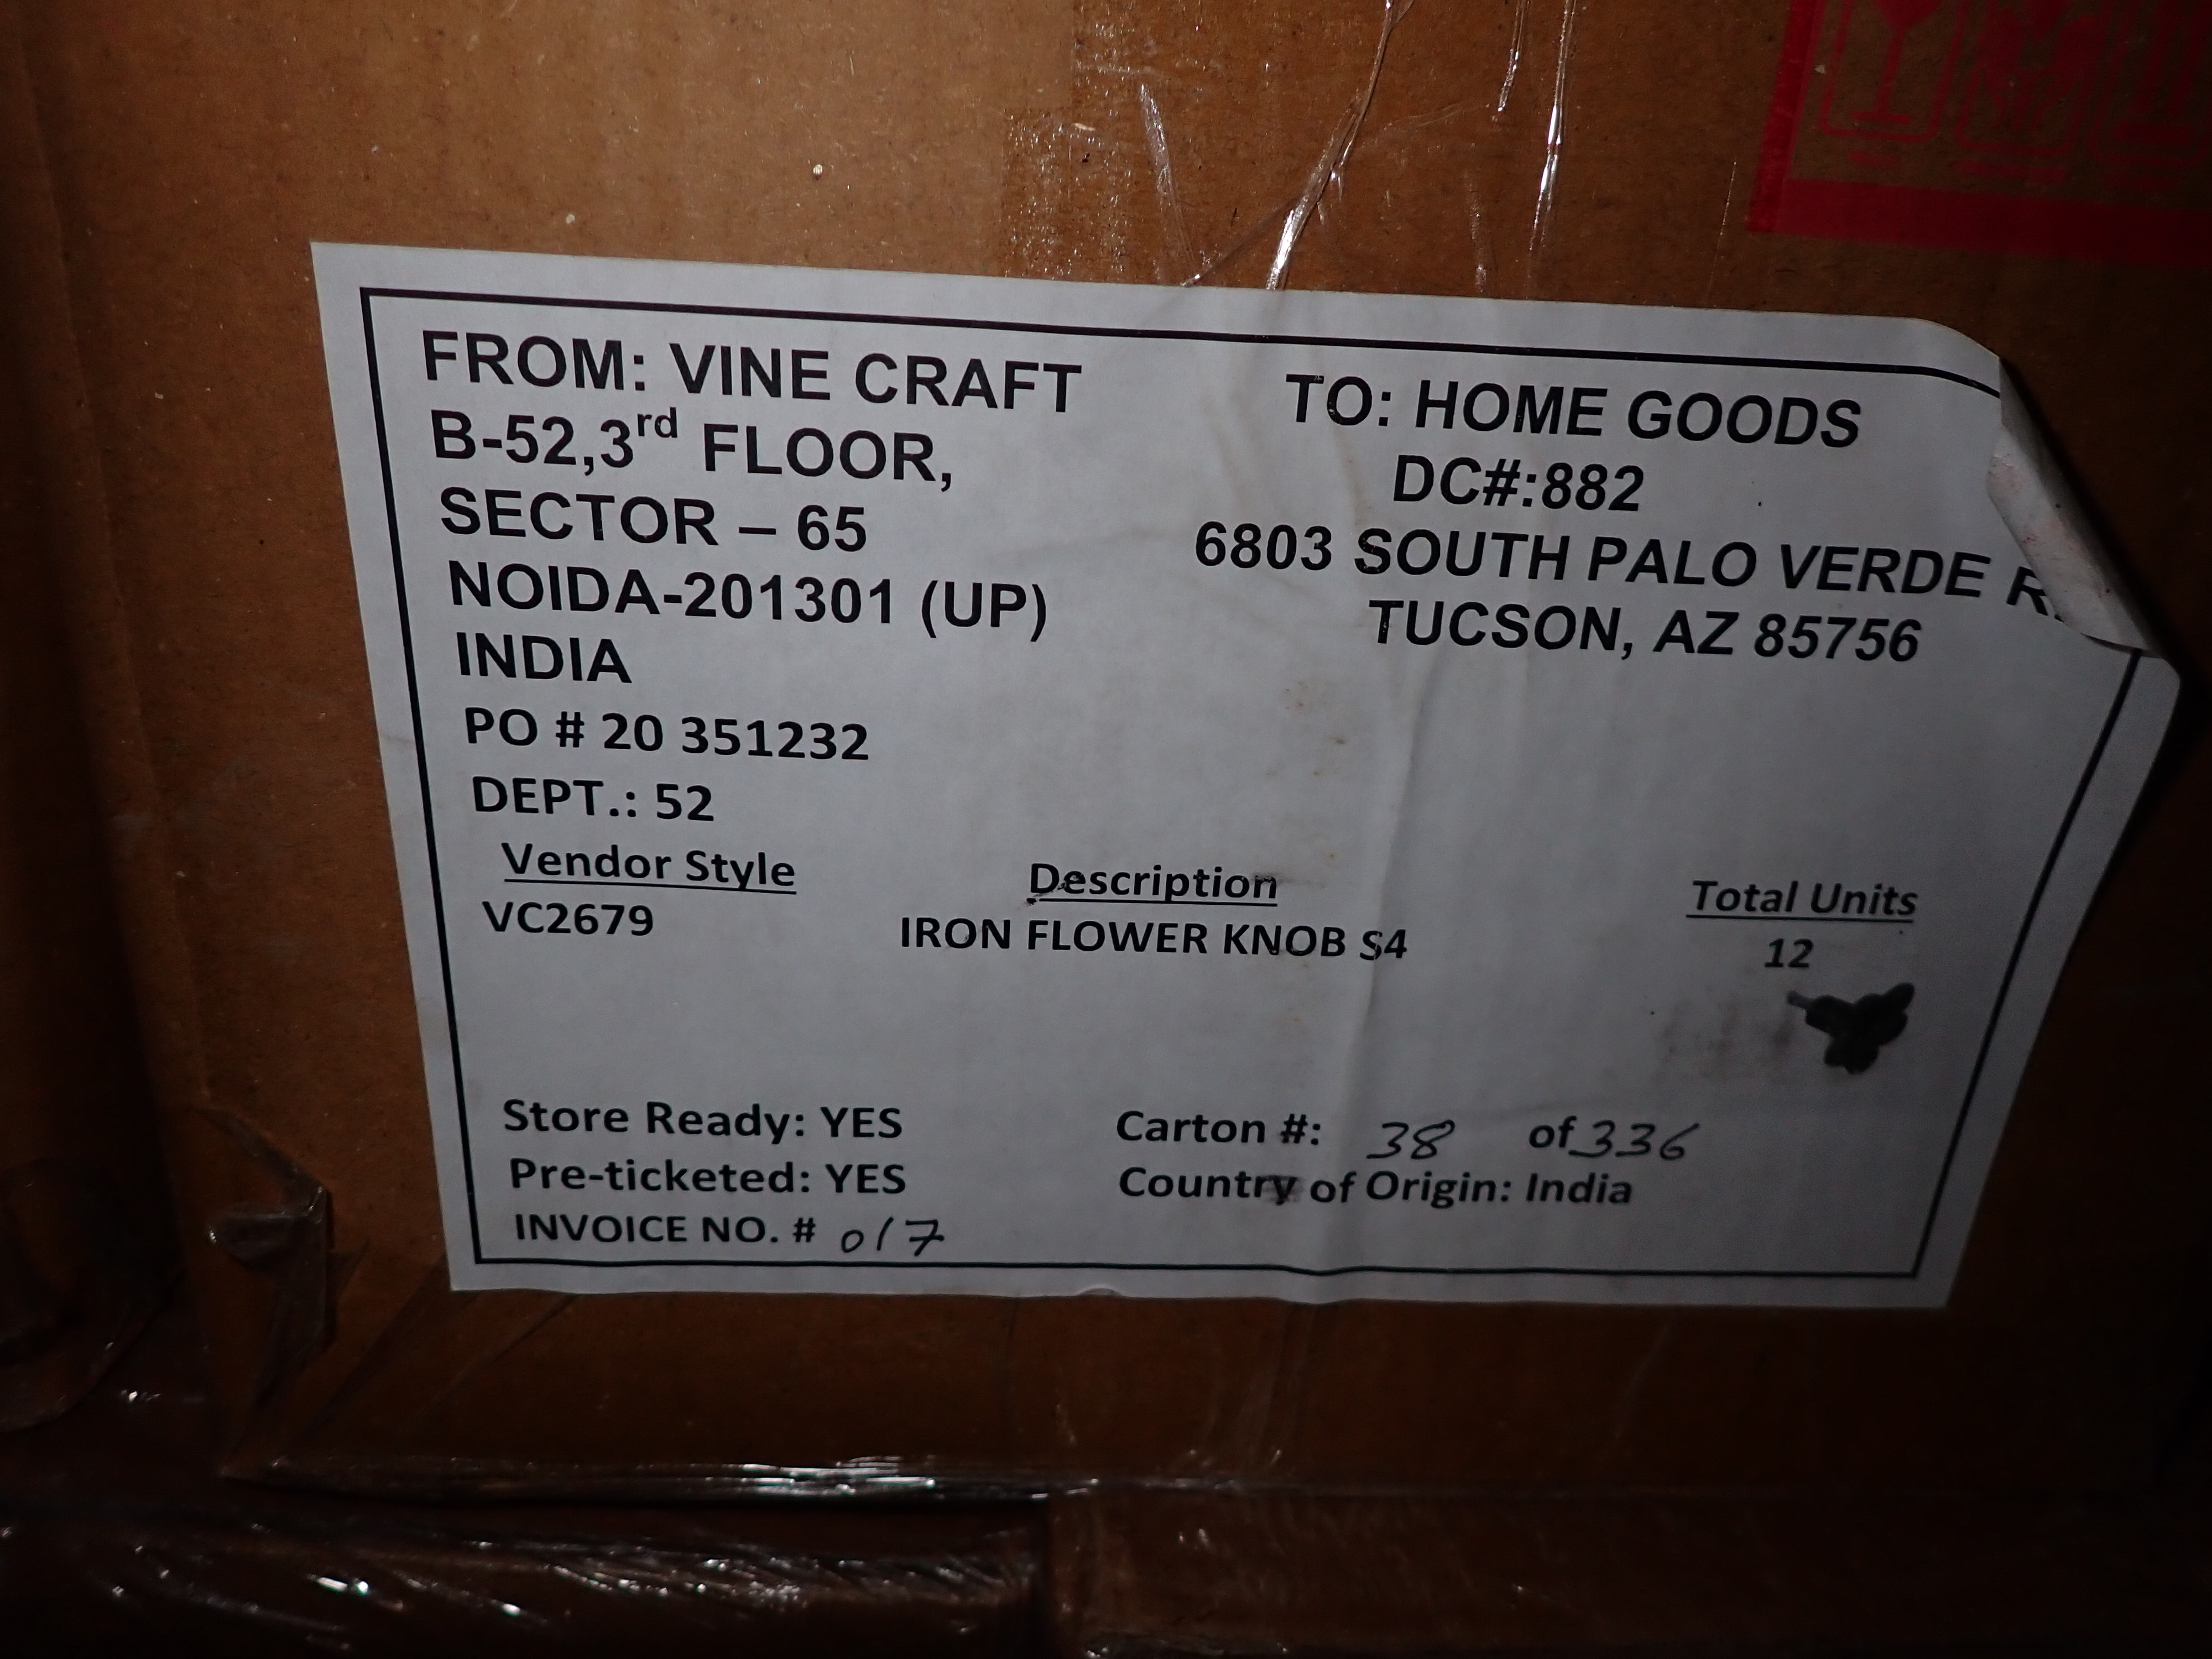 FROM: VINE CRAFT
B-52,3rd FLOOR,
SECTOR – 65
NOIDA-201301 (UP)
INDIA
TO: HOME GOODS
DC#:882
6803 SOUTH PALO VERDE
TUCSON, AZ 85756
PO # 20 351232
DEPT.: 52
Vendor Style Description Total Units
VC2679 IRON FLOWER KNOB S4 12
Store Ready: YES Carton #: 38 of 336
Pre-ticketed: YES Country of Origin: India
INVOICE NO. # 017